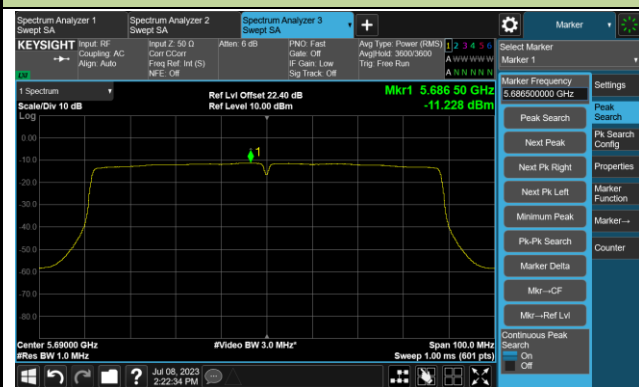 Spectrum Analyzer 1
Swept SA
Spectrum Analyzer 2
Swept SA
Spectrum Analyzer 3
Swept SA
Marker
KEYSIGHT
Input: RF
Coupling: AC
Align: Auto
Input Z: 50 Ω
Corr CCorr
Freq Ref: Int (S)
NFE: Off
Atten: 6 dB
PNO: Fast
Gate: Off
IF Gain: Low
Sig Track: Off
Avg Type: Power (RMS)
Avg|Hold: 3600/3600
Trig: Free Run
1 2 3 4 5 6
A W W W W W
A N N N N N
Select Marker
Marker 1
1 Spectrum
Scale/Div 10 dB
Log
Ref Lvl Offset 22.40 dB
Ref Level 10.00 dBm
Mkr1 5.686 50 GHz
-11.228 dBm
1
0.00
-10.0
-20.0
-30.0
-40.0
-50.0
-60.0
-70.0
-80.0
Center 5.69000 GHz
#Res BW 1.0 MHz
#Video BW 3.0 MHz*
Span 100.0 MHz
Sweep 1.00 ms (601 pts)
Marker Frequency
5.686500000 GHz
Peak Search
Next Peak
Next Pk Right
Next Pk Left
Minimum Peak
Pk-Pk Search
Marker Delta
Mkr→CF
Mkr→Ref Lvl
Continuous Peak
Search
On
Off
Settings
Peak
Search
Pk Search
Config
Properties
Marker
Function
Marker→
Counter
Jul 08, 2023
2:22:34 PM